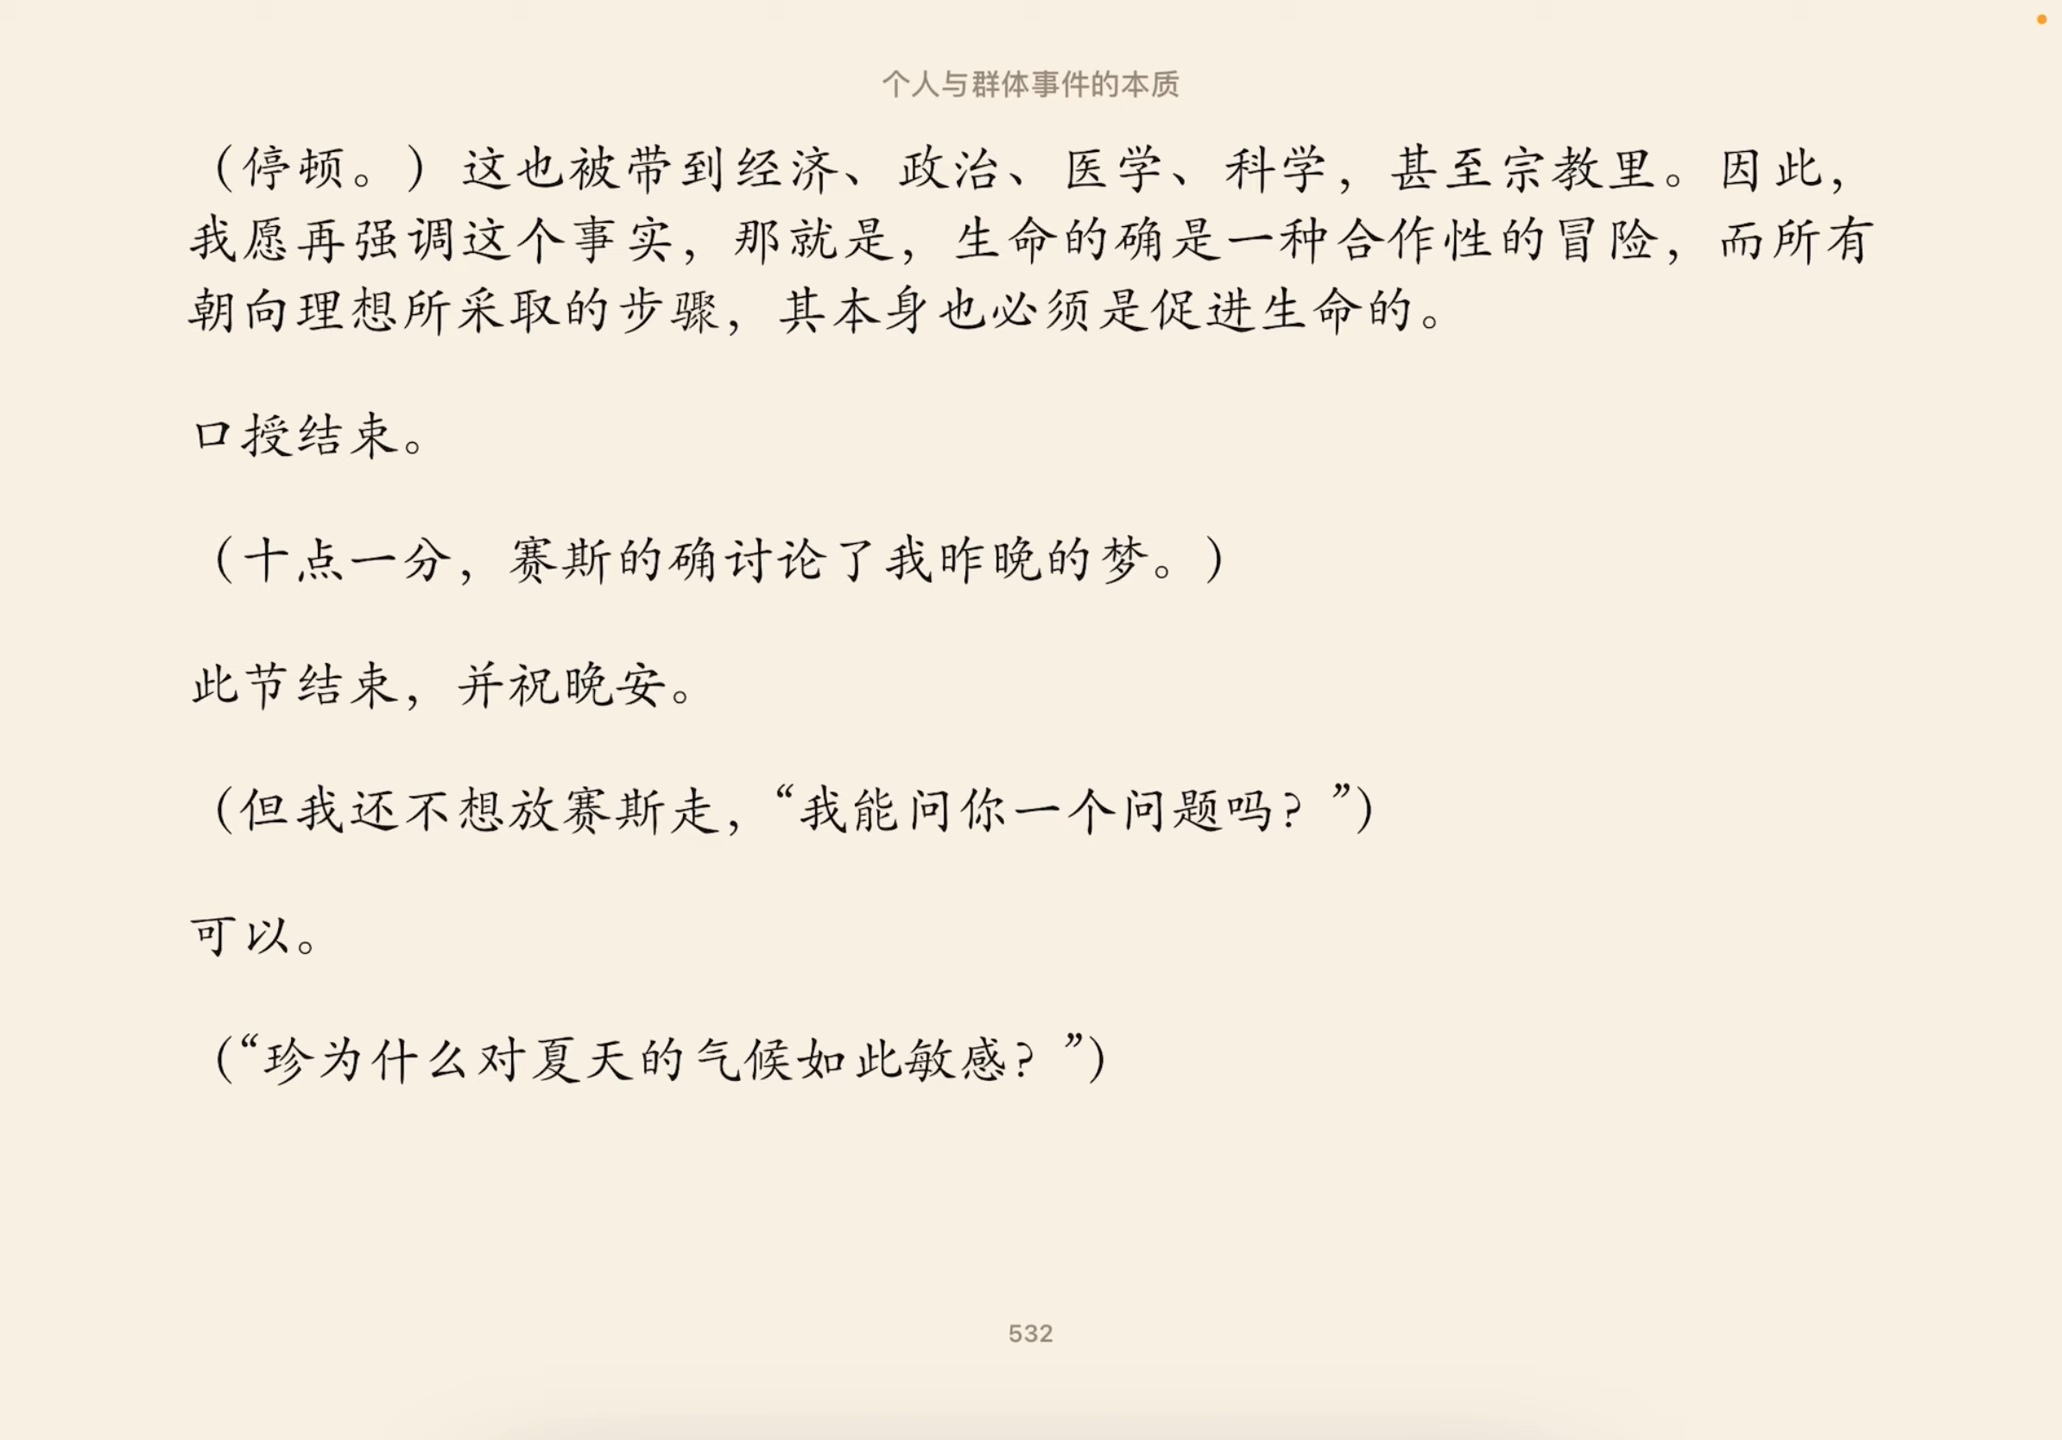 个人与群体事件的本质
（停顿。）这也被带到经济、政治、医学、科学，甚至宗教里。因此，
我愿再强调这个事实，那就是，生命的确是一种合作性的冒险，而所有
朝向理想所采取的步骤，其本身也必须是促进生命的。
口授结束。
（十点一分，赛斯的确讨论了我昨晚的梦。）
此节结束，并祝晚安。
（但我还不想放赛斯走，“我能问你一个问题吗？”）
可以。
（“珍为什么对夏天的气候如此敏感？”）
532